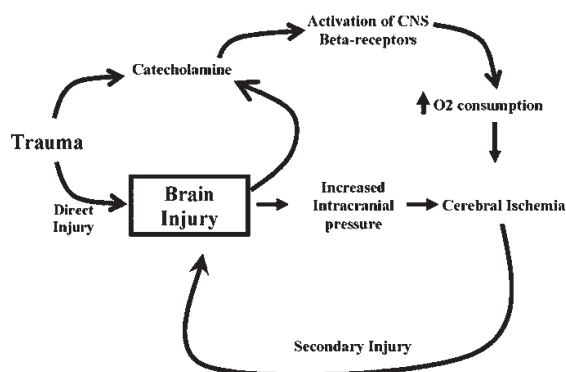 Activation of CNS
Beta-receptors
Catecholamine
O2 consumption
Trauma
Direct
Injury
Brain
Injury
Increased
Intracranial
pressure
Cerebral Ischemia
Secondary Injury